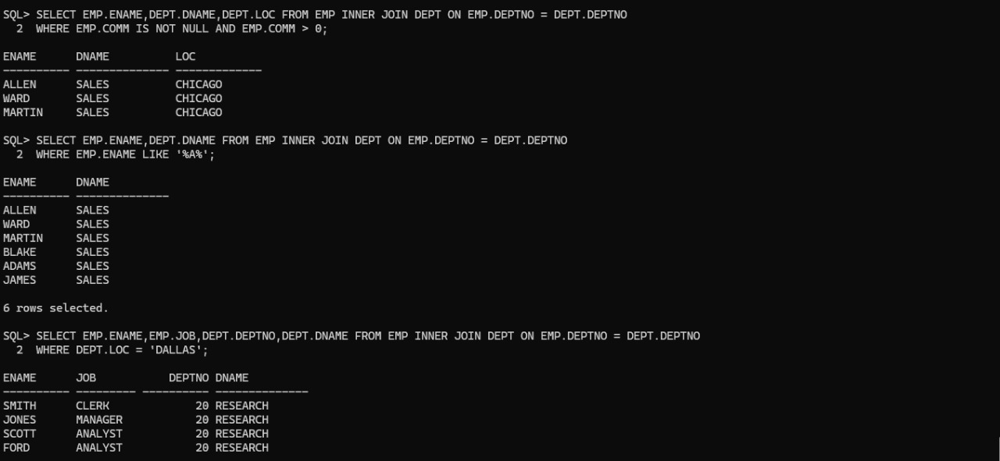 SQL> SELECT EMP.ENAME,DEPT.DNAME,DEPT.LOC FROM EMP INNER JOIN DEPT ON EMP.DEPTNO = DEPT.DEPTNO
  2  WHERE EMP.COMM IS NOT NULL AND EMP.COMM > 0;

ENAME      DNAME          LOC
---------- -------------- -------------
ALLEN      SALES          CHICAGO
WARD       SALES          CHICAGO
MARTIN     SALES          CHICAGO

SQL> SELECT EMP.ENAME,DEPT.DNAME FROM EMP INNER JOIN DEPT ON EMP.DEPTNO = DEPT.DEPTNO
  2  WHERE EMP.ENAME LIKE '%A%';

ENAME      DNAME
---------- --------------
ALLEN      SALES
WARD       SALES
MARTIN     SALES
BLAKE      SALES
ADAMS      SALES
JAMES      SALES

6 rows selected.

SQL> SELECT EMP.ENAME,EMP.JOB,DEPT.DEPTNO,DEPT.DNAME FROM EMP INNER JOIN DEPT ON EMP.DEPTNO = DEPT.DEPTNO
  2  WHERE DEPT.LOC = 'DALLAS';

ENAME      JOB           DEPTNO DNAME
---------- --------- ---------- --------------
SMITH      CLERK             20 RESEARCH
JONES      MANAGER           20 RESEARCH
SCOTT      ANALYST           20 RESEARCH
FORD       ANALYST           20 RESEARCH